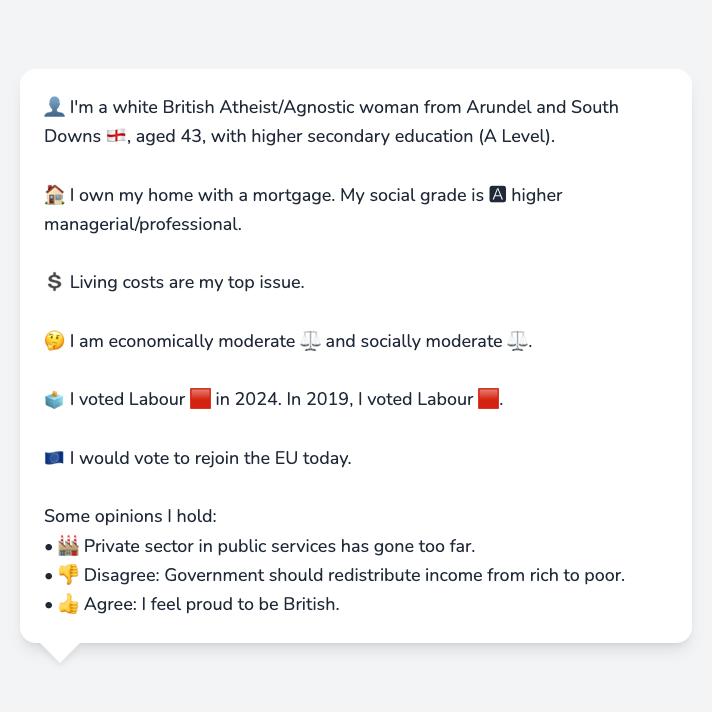 👤 I'm a white British Atheist/Agnostic woman from Arundel and South
Downs 🏴󠁧󠁢󠁥󠁮󠁧󠁿, aged 43, with higher secondary education (A Level).
🏠 I own my home with a mortgage. My social grade is 🅰 higher
managerial/professional.
💲 Living costs are my top issue.
🤔 I am economically moderate ⚖️ and socially moderate ⚖️.
🗳️ I voted Labour 🟥 in 2024. In 2019, I voted Labour 🟥.
🇪🇺 I would vote to rejoin the EU today.
Some opinions I hold:
• 🏭 Private sector in public services has gone too far.
• 👎 Disagree: Government should redistribute income from rich to poor.
• 👍 Agree: I feel proud to be British.